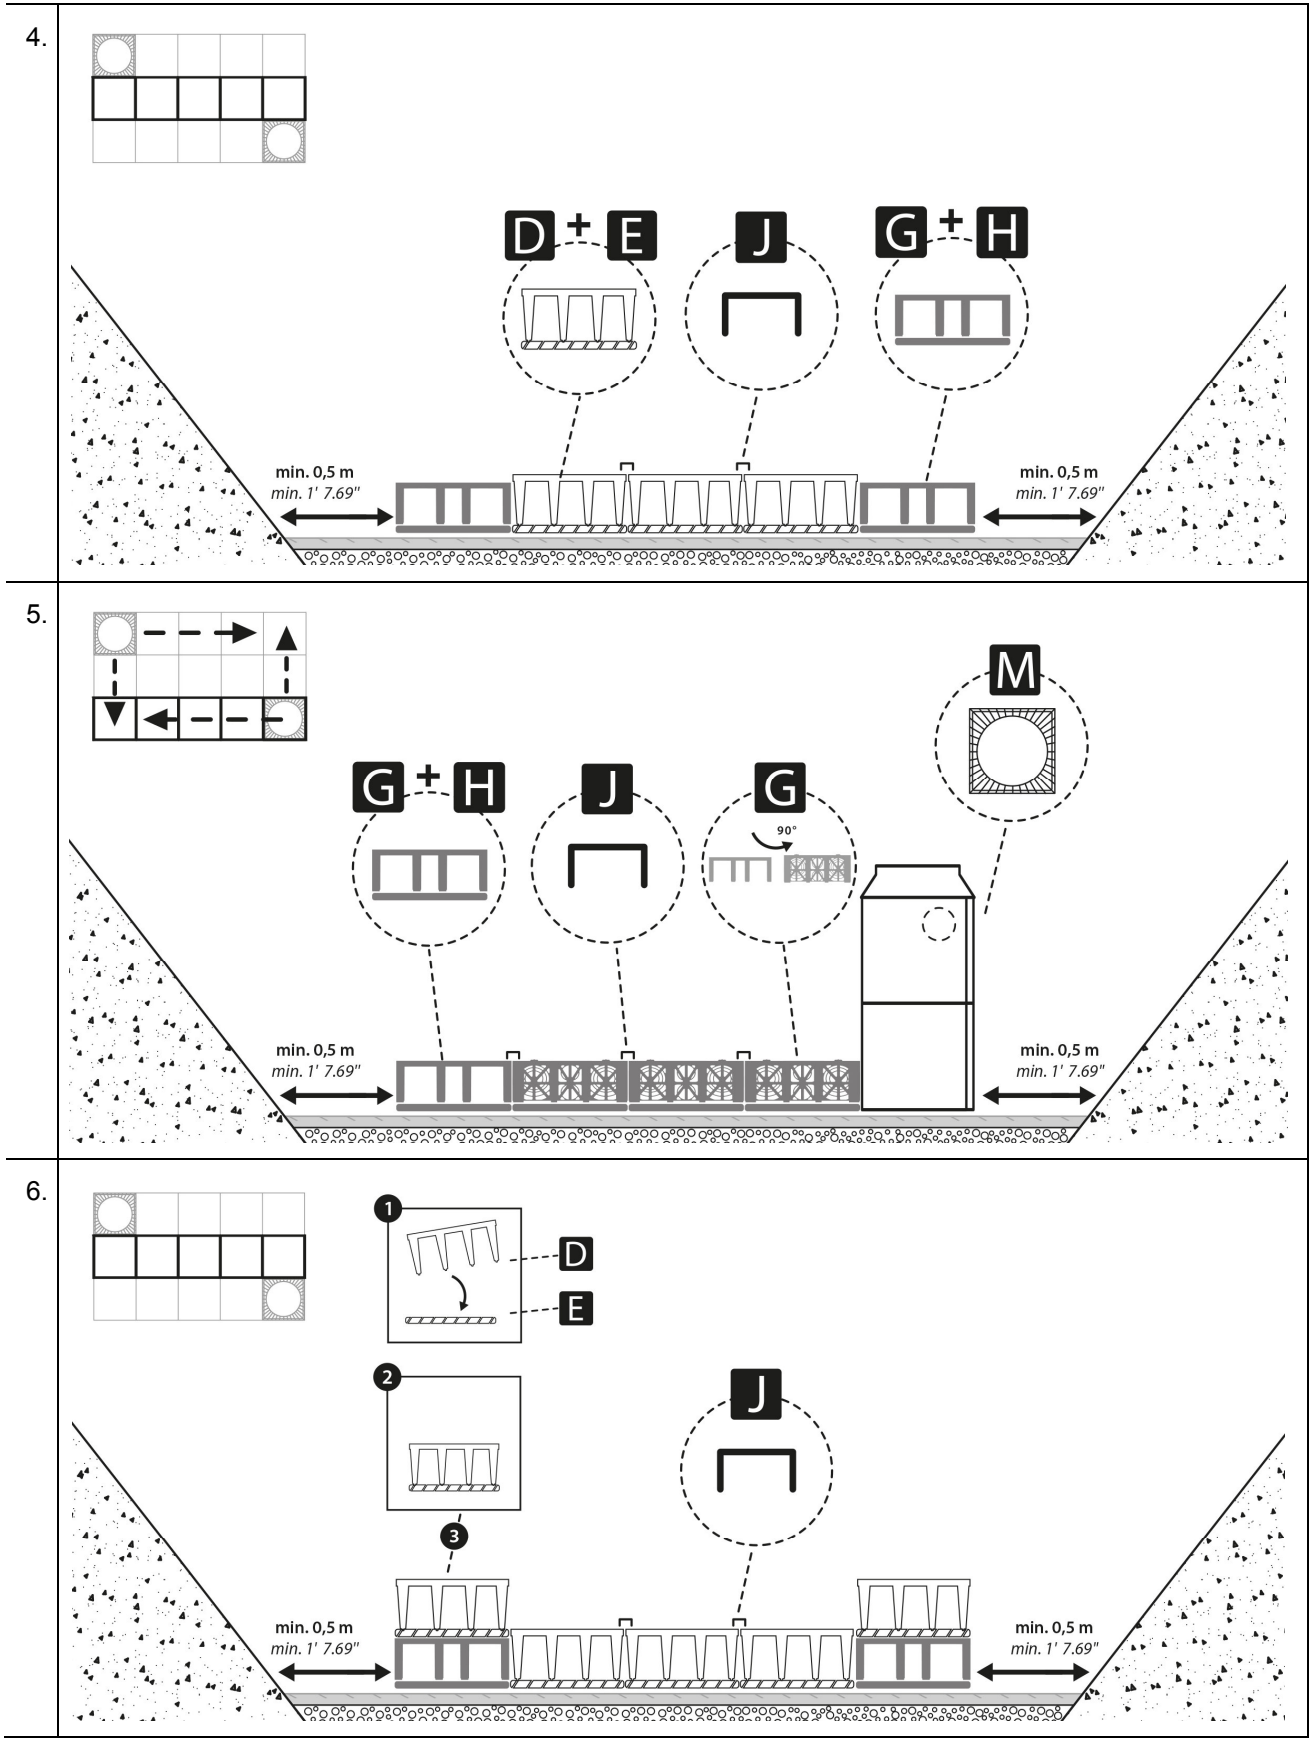 4.
D + E
J
G + H
min. 0,5 m
min. 1' 7.69"
min. 0,5 m
min. 1' 7.69"
5.
M
G + H
J
G
90°
min. 0,5 m
min. 1' 7.69"
min. 0,5 m
min. 1' 7.69"
6.
1
D
E
2
J
3
min. 0,5 m
min. 1' 7.69"
min. 0,5 m
min. 1' 7.69"